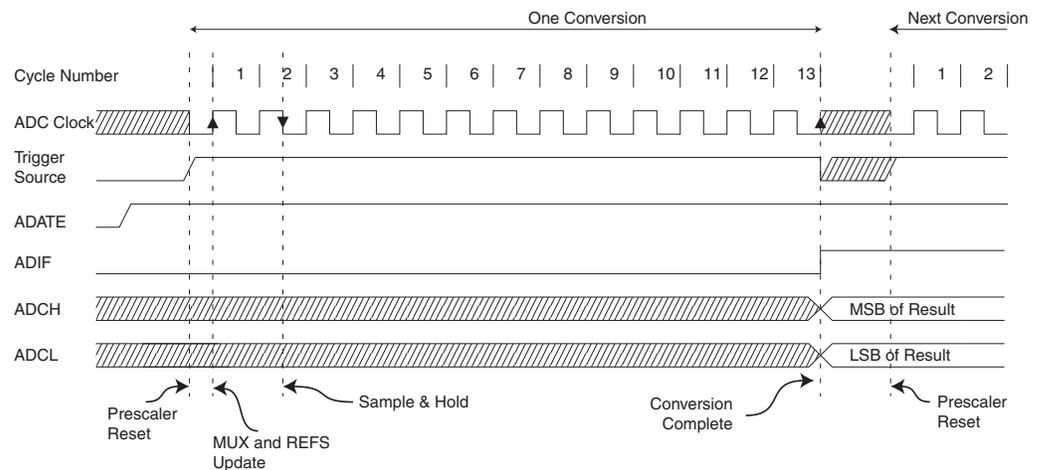 One Conversion
Next Conversion
Cycle Number
1 2 3 4 5 6 7 8 9 10 11 12 13 1 2
ADC Clock
Trigger
Source
ADATE
ADIF
ADCH
MSB of Result
ADCL
LSB of Result
Prescaler
Reset
MUX and REFS
Update
Sample & Hold
Conversion
Complete
Prescaler
Reset